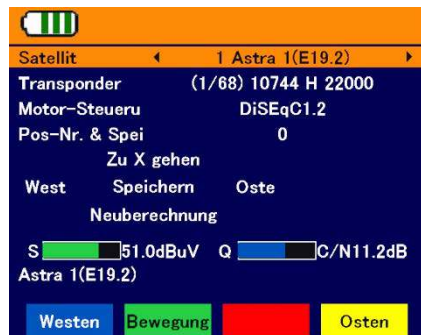 Satellit 1 Astra 1(E19.2)
Transponder (1/68) 10744 H 22000
Motor-Steueru DiSEqC1.2
Pos-Nr. & Spei 0
Zu X gehen
West Speichern Oste
Neuberechnung
S 51.0dBuV Q C/N11.2dB
Astra 1(E19.2)
Westen Bewegung Osten